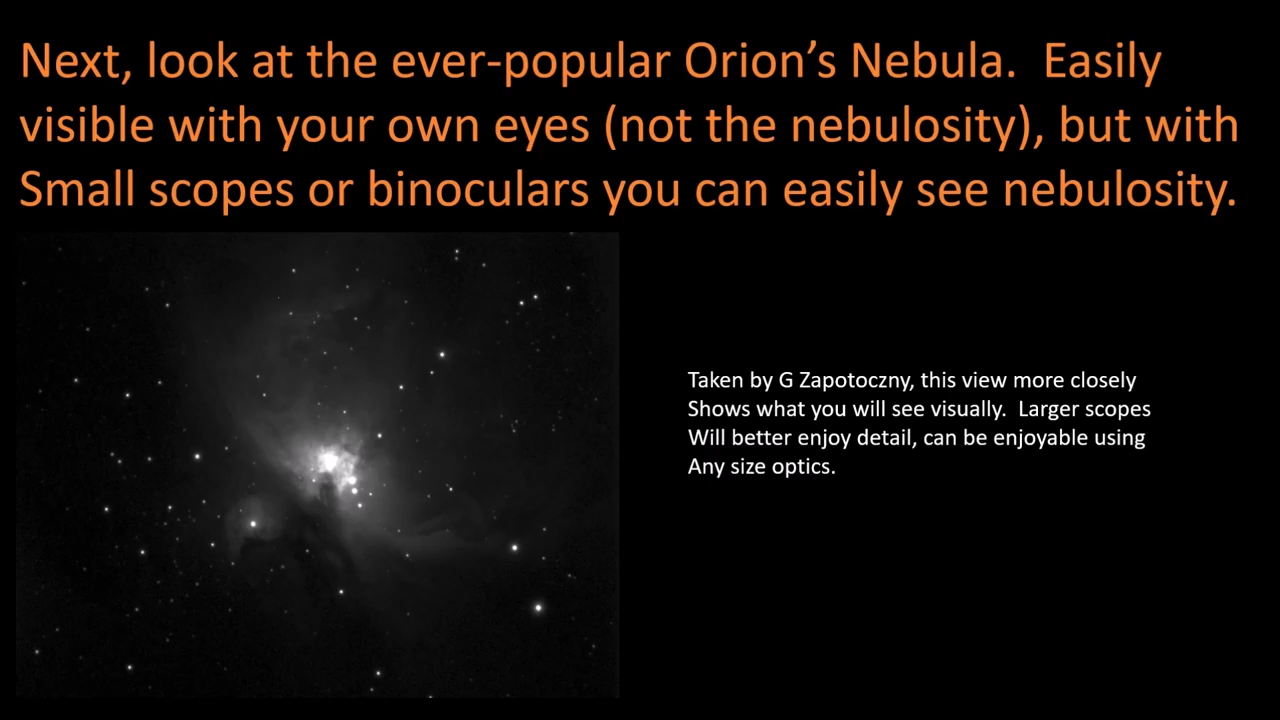 Next, look at the ever-popular Orion’s Nebula.  Easily
visible with your own eyes (not the nebulosity), but with
Small scopes or binoculars you can easily see nebulosity.
Taken by G Zapotoczny, this view more closely
Shows what you will see visually.  Larger scopes
Will better enjoy detail, can be enjoyable using
Any size optics.